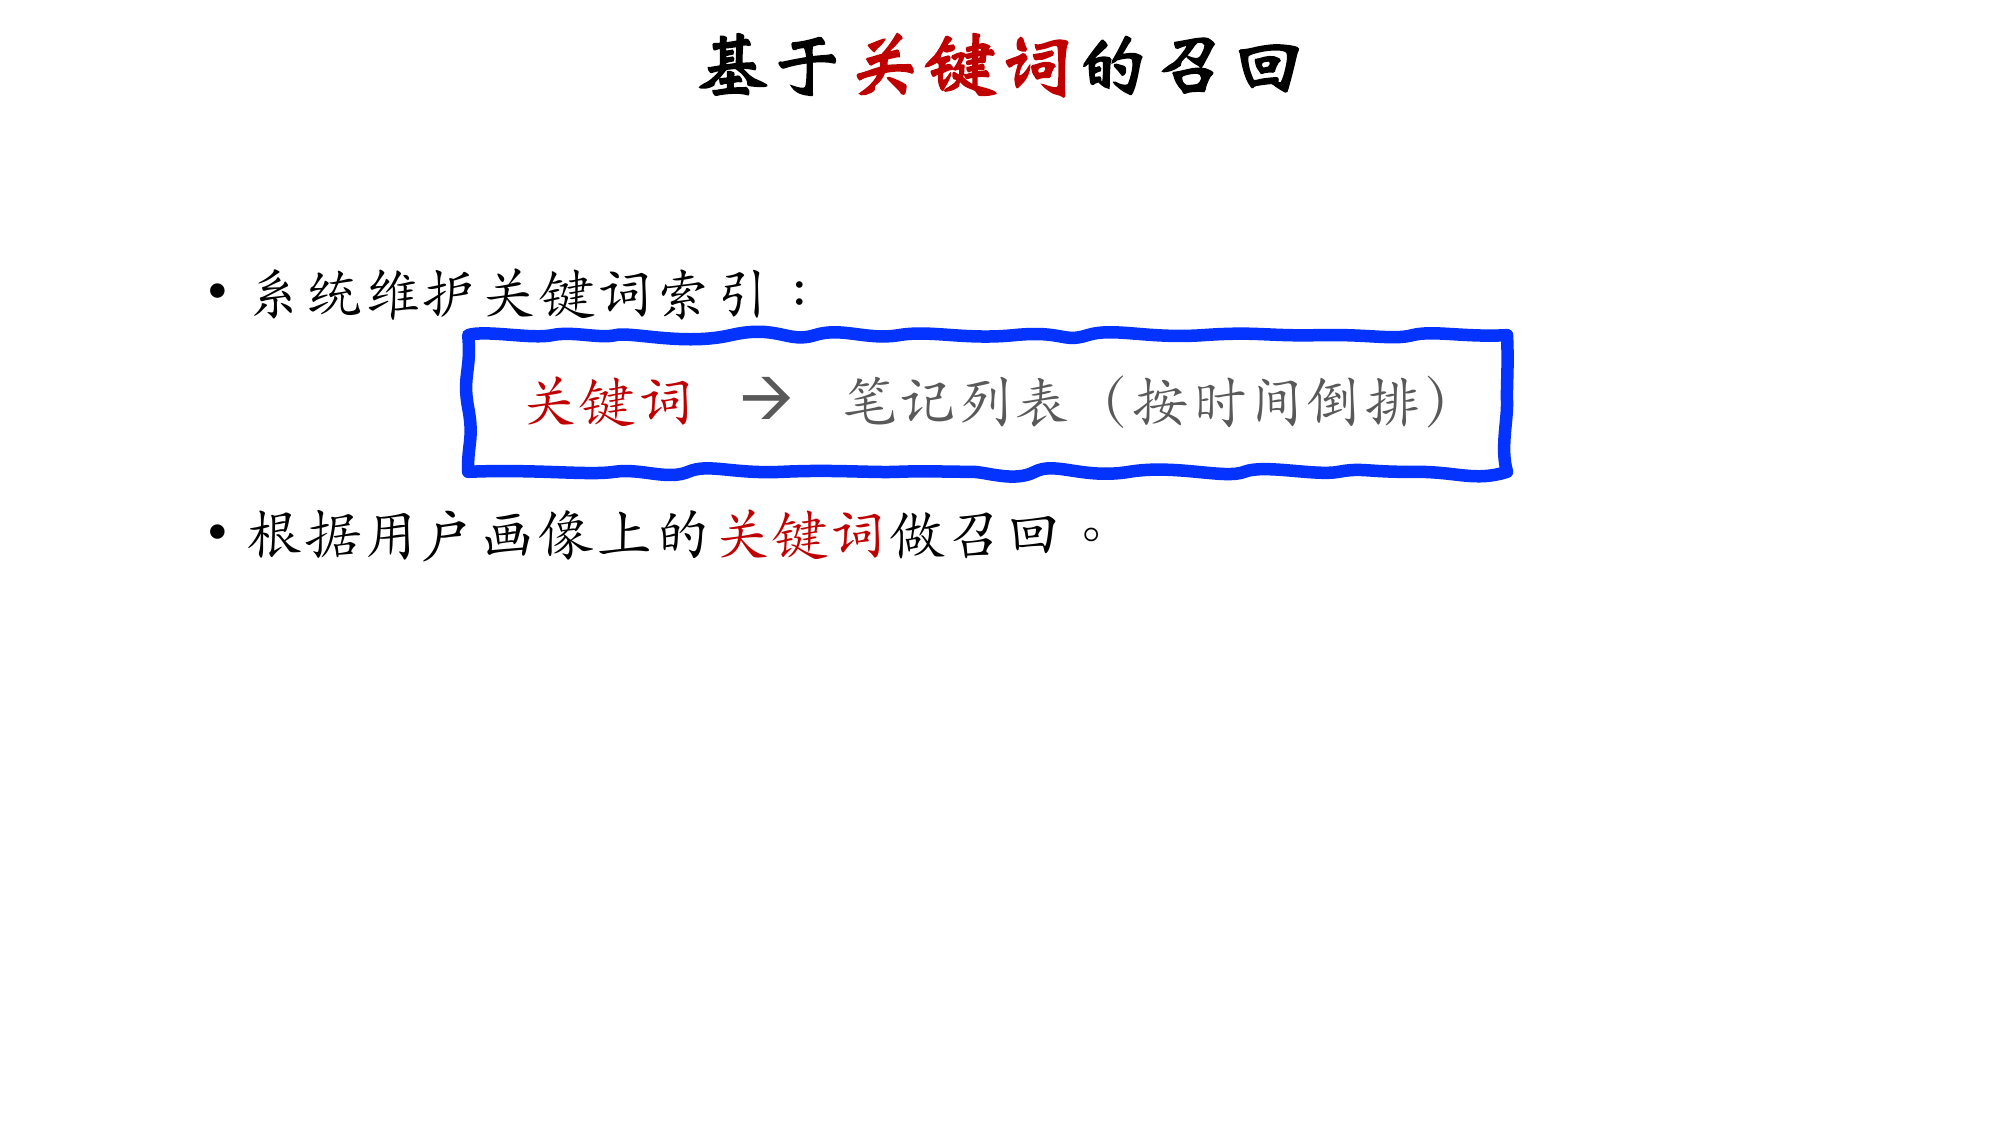 基于关键词的召回
• 系统维护关键词索引：
关键词 → 笔记列表（按时间倒排）
• 根据用户画像上的关键词做召回。